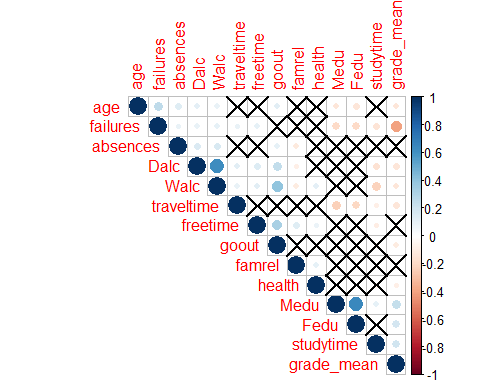 age
failures
absences
Dalc
Walc
traveltime
freetime
goout
famrel
health
Medu
Fedu
studytime
grade_mean
age
failures
absences
Dalc
Walc
traveltime
freetime
goout
famrel
health
Medu
Fedu
studytime
grade_mean
1
0.8
0.6
0.4
0.2
0
-0.2
-0.4
-0.6
-0.8
-1